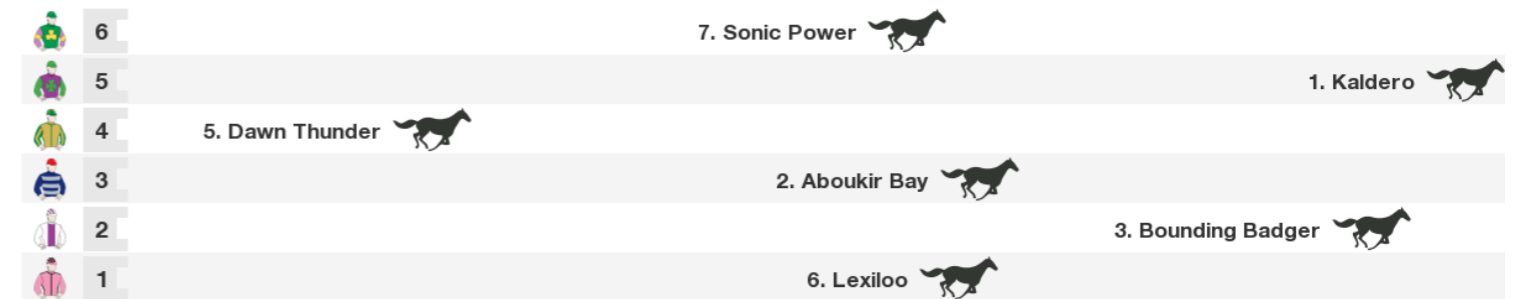 6 7. Sonic Power
5 1. Kaldero
4 5. Dawn Thunder
3 2. Aboukir Bay
2 3. Bounding Badger
1 6. Lexiloo